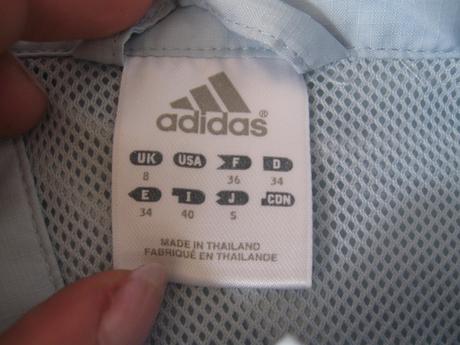 adidas®
UK USA F D
8 36 34
E I J CDN
34 40 S
MADE IN THAILAND
FABRIQUÉ EN THAILANDE